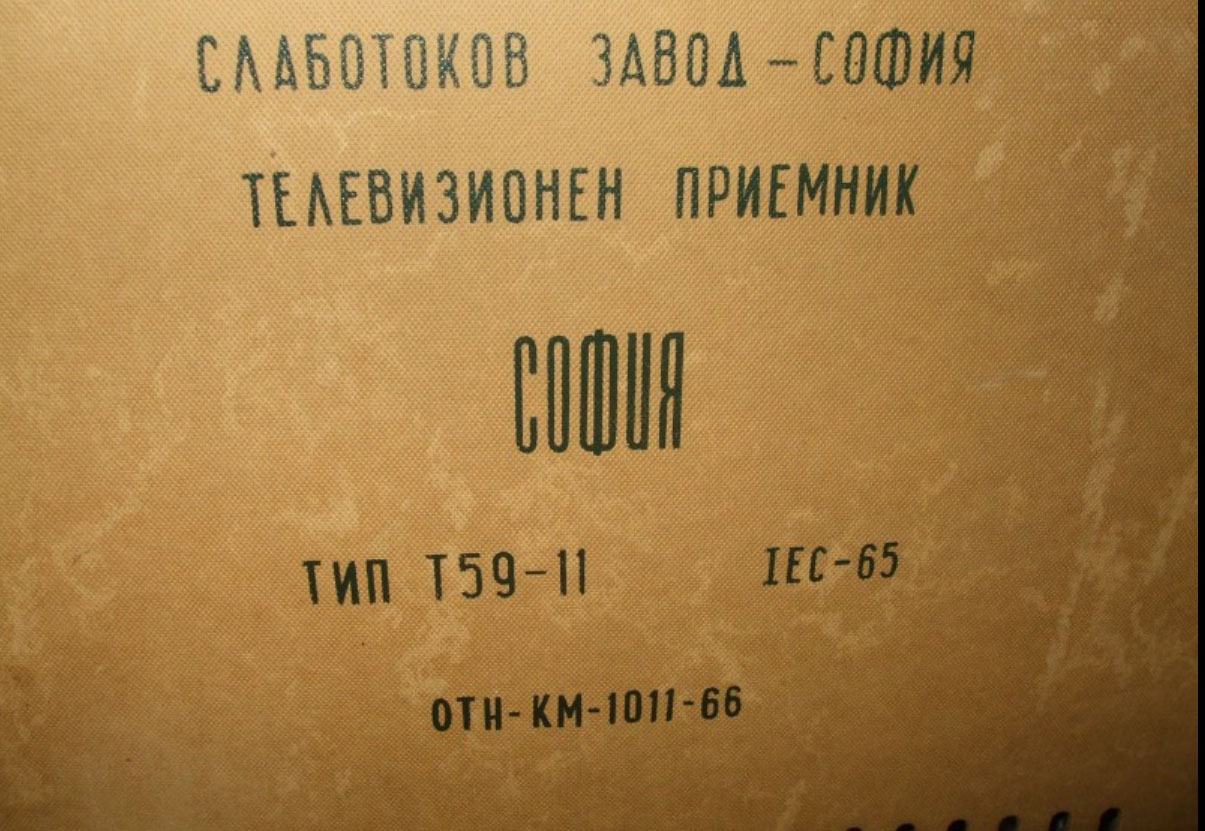 СЛАБОТОКОВ ЗАВОД – СОФИЯ
ТЕЛЕВИЗИОНЕН ПРИЕМНИК
СОФИЯ
ТИП Т59-11 IEC-65
ОТН-КМ-1011-66